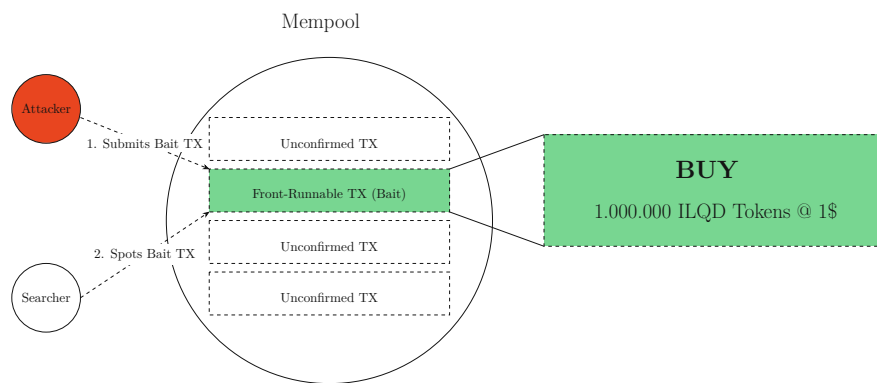 Mempool
Attacker
1. Submits Bait TX
Unconfirmed TX
Front-Runnable TX (Bait)
BUY
1.000.000 ILQD Tokens @ 1$
2. Spots Bait TX
Unconfirmed TX
Searcher
Unconfirmed TX